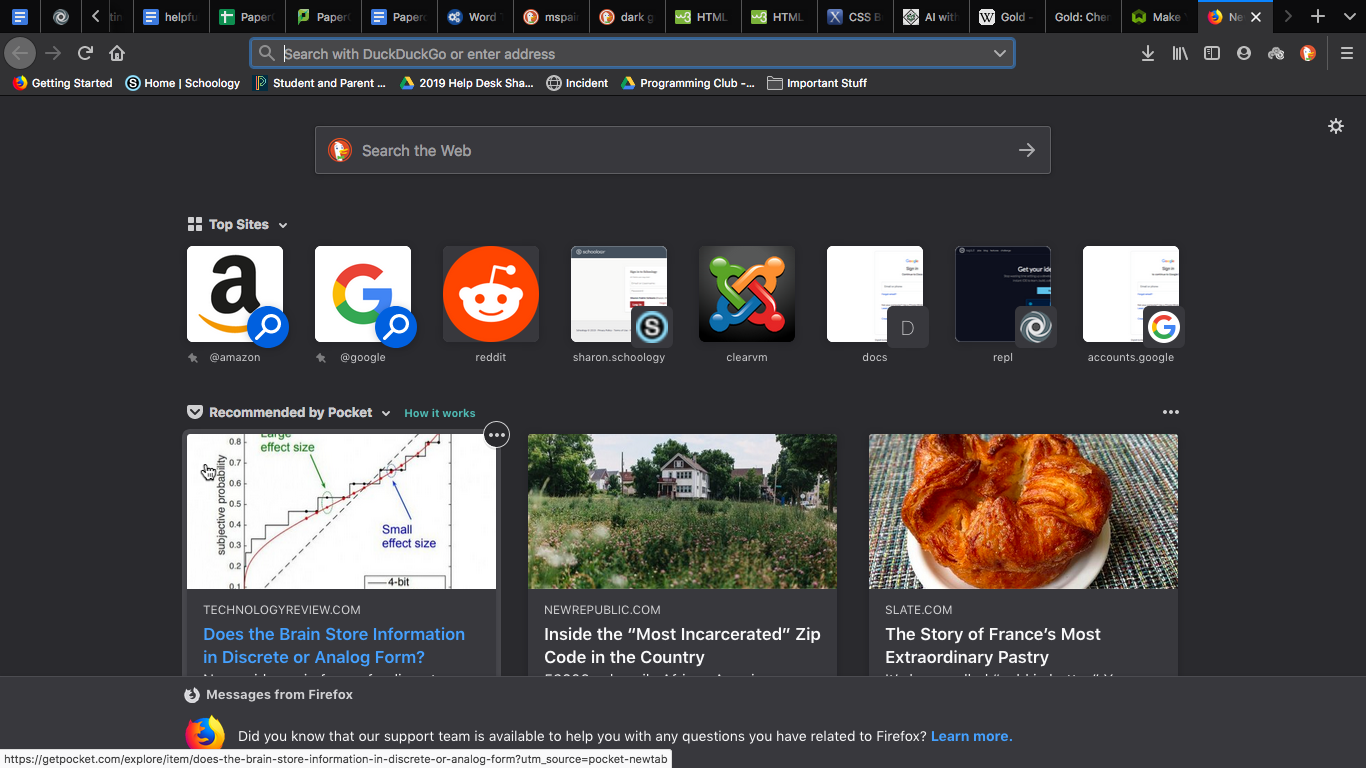 helpfu
PaperC
Paper
Paperc
Word
mspai
dark g
HTML
HTML
CSS B
AI with
Gold -
Gold: Cher
Make
Ne
Search with DuckDuckGo or enter address
Getting Started
Home | Schoology
Student and Parent ...
2019 Help Desk Sha...
Incident
Programming Club -...
Important Stuff
Search the Web
Top Sites
@amazon
@google
reddit
sharon.schoology
clearvm
D
docs
repl
accounts.google
Recommended by Pocket
How it works
Large
effect size
Small
effect size
subjective probability
0.8
0.7
0.6
0.5
0.4
0.3
0.2
0.1
4-bit
TECHNOLOGYREVIEW.COM
Does the Brain Store Information
in Discrete or Analog Form?
NEWREPUBLIC.COM
Inside the “Most Incarcerated” Zip
Code in the Country
SLATE.COM
The Story of France’s Most
Extraordinary Pastry
Messages from Firefox
Did you know that our support team is available to help you with any questions you have related to Firefox? Learn more.
https://getpocket.com/explore/item/does-the-brain-store-information-in-discrete-or-analog-form?utm_source=pocket-newtab